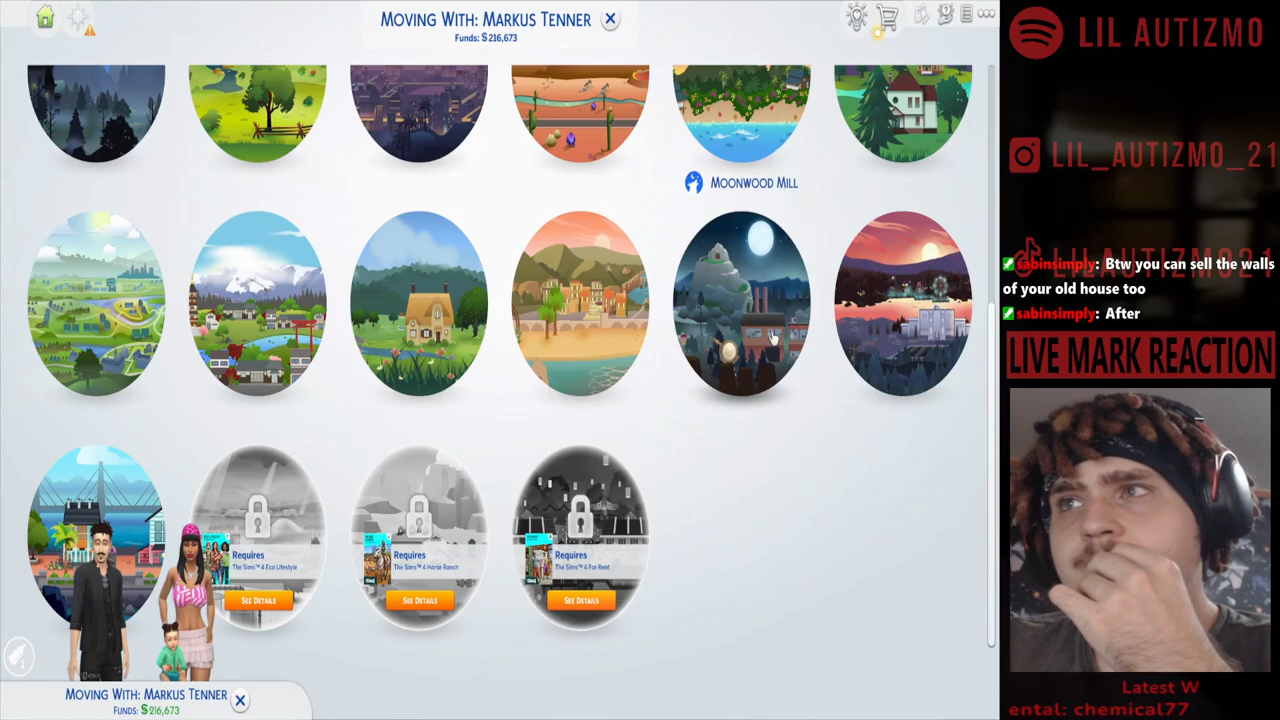 MOVING WITH: MARKUS TENNER
FUNDS: $216,673
MOONWOOD MILL
Requires
The Sims™ 4 Eco Lifestyle
SEE DETAILS
Requires
The Sims™ 4 Horse Ranch
SEE DETAILS
Requires
The Sims™ 4 For Rent
SEE DETAILS
1
MOVING WITH: MARKUS TENNER
FUNDS: $216,673
LIL AUTIZMO
LIL_AUTIZMO_21
LIL AUTIZMO21
sabinsimply: Btw you can sell the walls
of your old house too
sabinsimply: After
LIVE MARK REACTION
Latest W
ental: chemical77